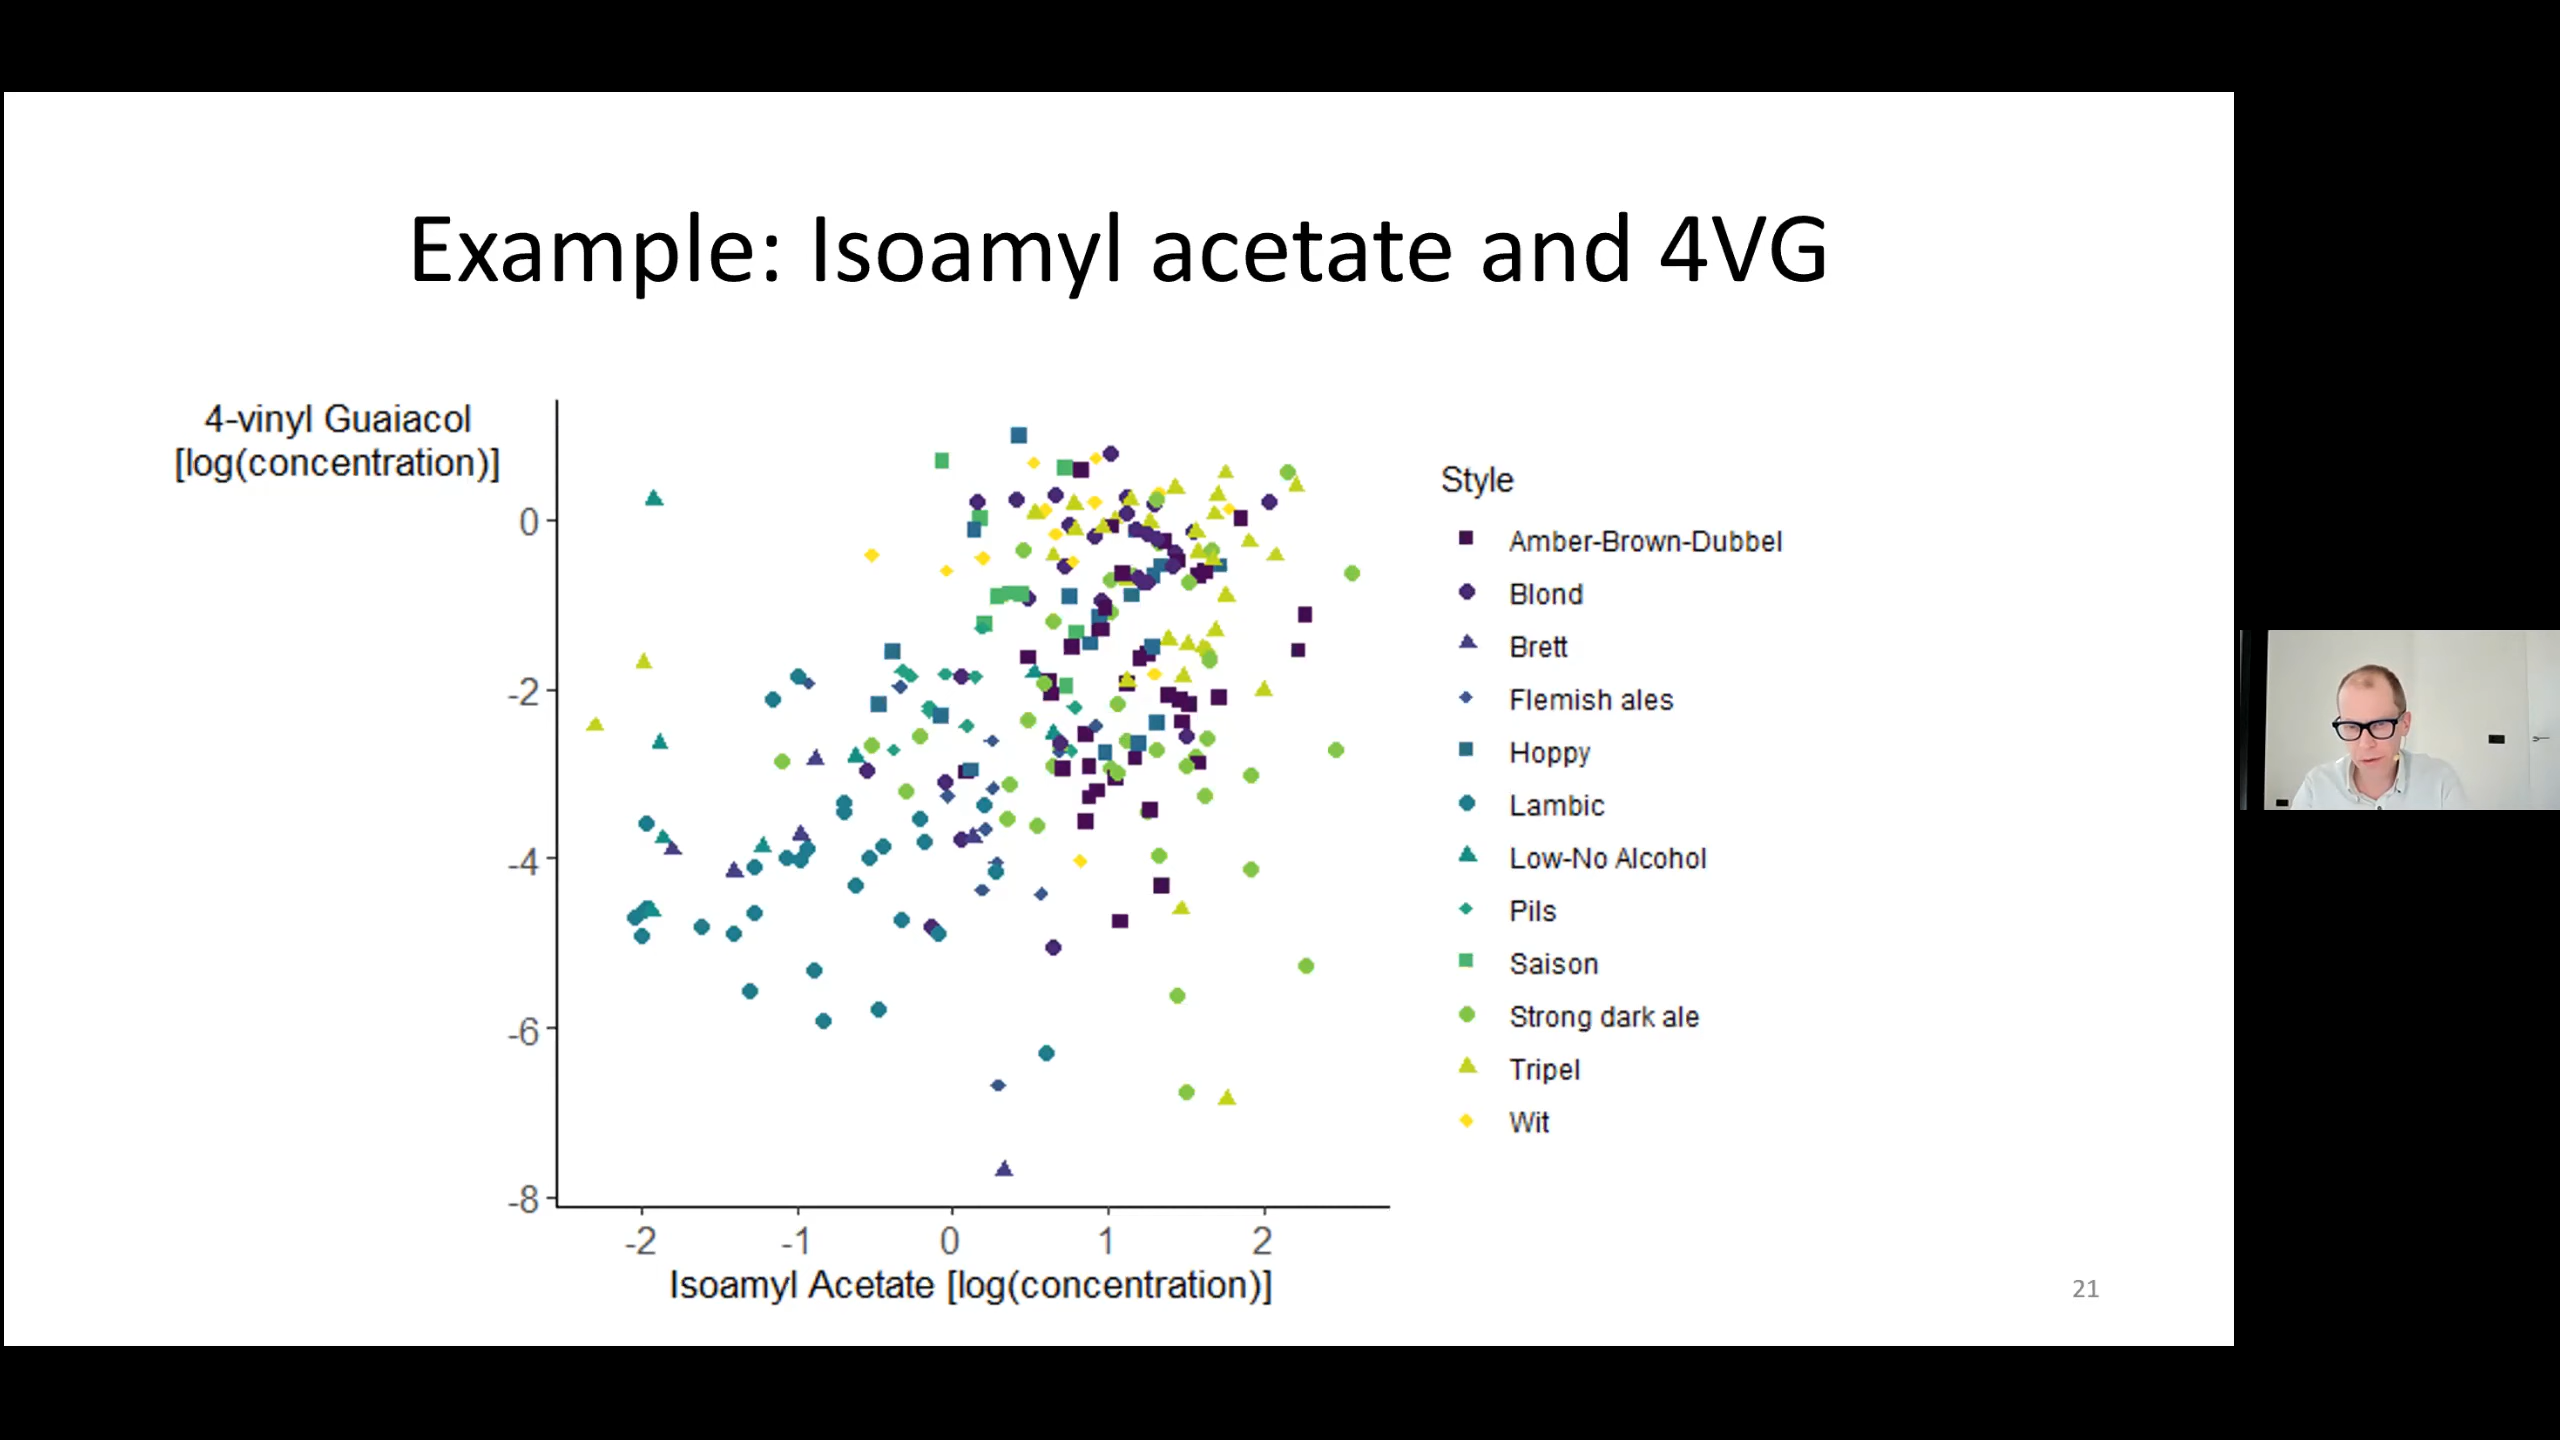 Example: Isoamyl acetate and 4VG
4-vinyl Guaiacol
[log(concentration)]
0
-2
-4
-6
-8
-2 -1 0 1 2
Isoamyl Acetate [log(concentration)]
Style
Amber-Brown-Dubbel
Blond
Brett
Flemish ales
Hoppy
Lambic
Low-No Alcohol
Pils
Saison
Strong dark ale
Tripel
Wit
21